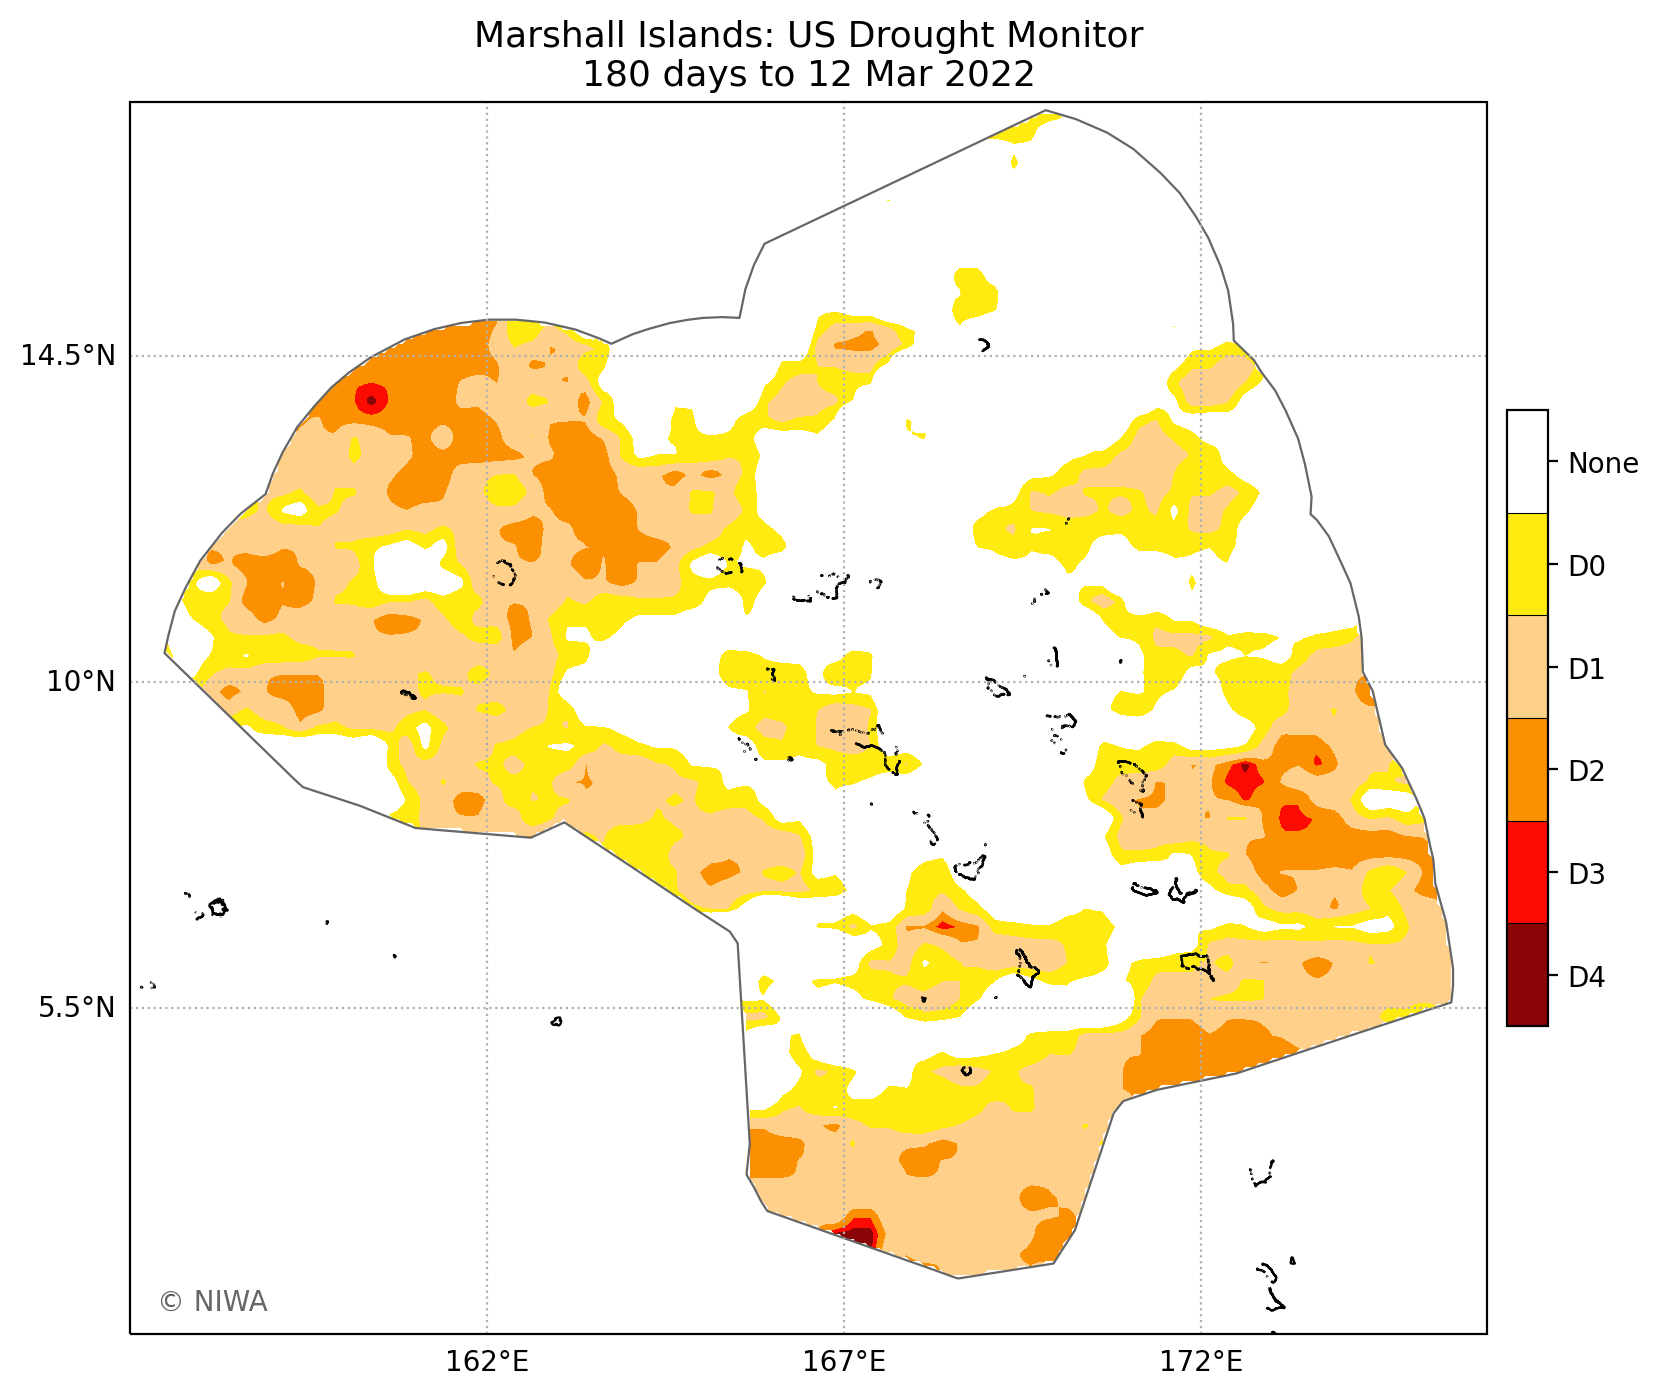 Marshall Islands: US Drought Monitor
180 days to 12 Mar 2022
14.5°N
10°N
5.5°N
162°E
167°E
172°E
None
D0
D1
D2
D3
D4
© NIWA